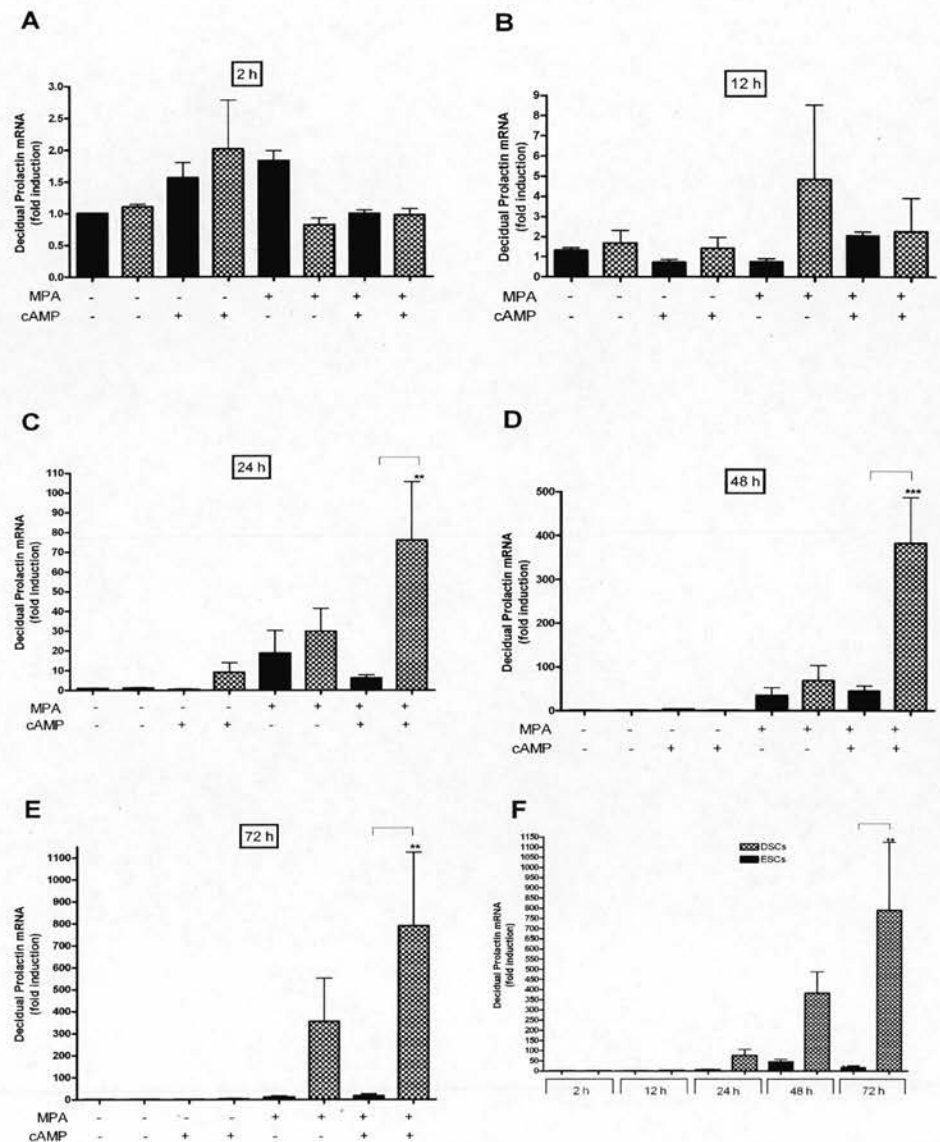 A
2 h
Decidual Prolactin mRNA
(fold induction)
3.0
2.5
2.0
1.5
1.0
0.5
0.0
MPA - - - - + + + +
cAMP - - + + - - + +
B
12 h
Decidual Prolactin mRNA
(fold induction)
9
8
7
6
5
4
3
2
1
0
MPA - - - - + + + +
cAMP - - + + - - + +
C
24 h
Decidual Prolactin mRNA
(fold induction)
110
100
90
80
70
60
50
40
30
20
10
0
**
MPA - - - - + + + +
cAMP - - + + - - + +
D
48 h
Decidual Prolactin mRNA
(fold induction)
500
400
300
200
100
0
***
MPA - - - - + + + +
cAMP - - + + - - + +
E
72 h
Decidual Prolactin mRNA
(fold induction)
1100
1000
900
800
700
600
500
400
300
200
100
0
**
MPA - - - - + + + +
cAMP - - + + - - + +
F
Decidual Prolactin mRNA
(fold induction)
1150
1100
1050
1000
950
900
850
800
750
700
650
600
550
500
450
400
350
300
250
200
150
100
50
0
DSCs
ESCs
**
2 h 12 h 24 h 48 h 72 h